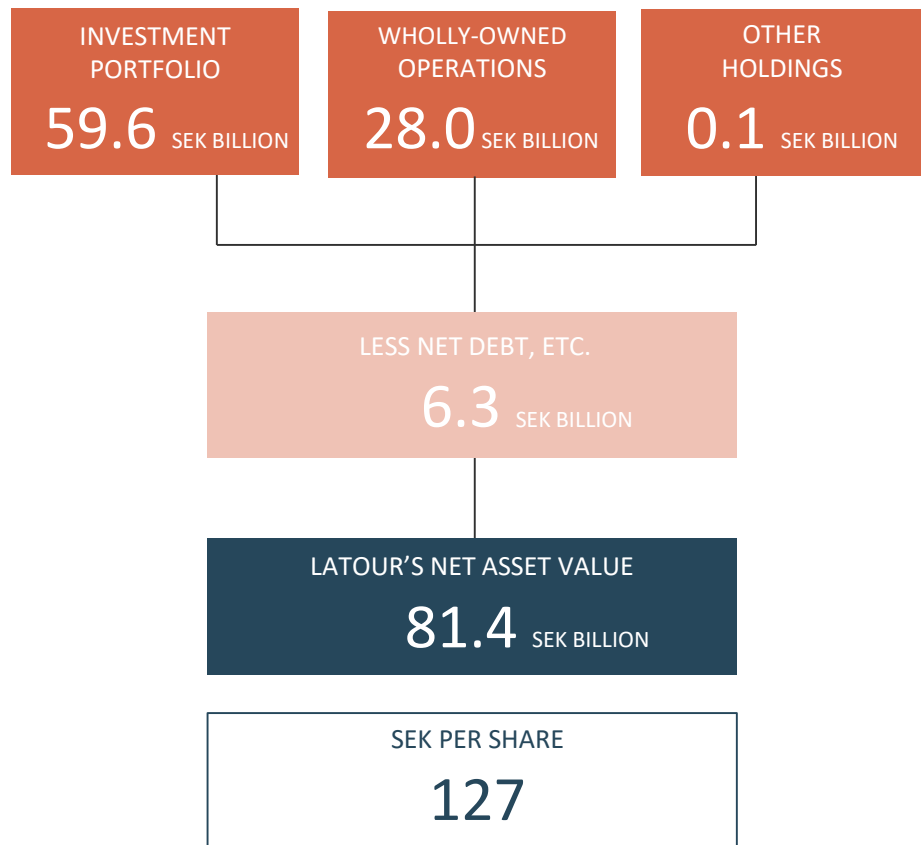 INVESTMENT
PORTFOLIO
59.6 SEK BILLION
WHOLLY-OWNED
OPERATIONS
28.0 SEK BILLION
OTHER
HOLDINGS
0.1 SEK BILLION
LESS NET DEBT, ETC.
6.3 SEK BILLION
LATOUR’S NET ASSET VALUE
81.4 SEK BILLION
SEK PER SHARE
127